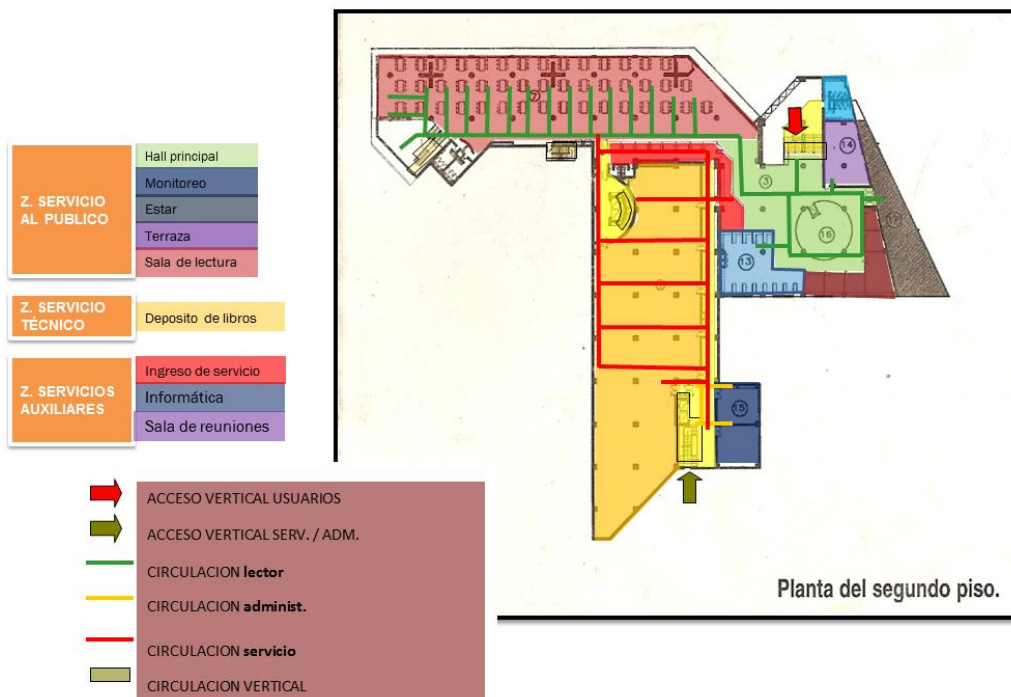 Z. SERVICIO
AL PUBLICO
Hall principal
Monitoreo
Estar
Terraza
Sala de lectura
Z. SERVICIO
TÉCNICO
Deposito de libros
Z. SERVICIOS
AUXILIARES
Ingreso de servicio
Informática
Sala de reuniones
ACCESO VERTICAL USUARIOS
ACCESO VERTICAL SERV. / ADM.
CIRCULACION lector
CIRCULACION administ.
CIRCULACION servicio
CIRCULACION VERTICAL
2
14
3
16
13
15
Planta del segundo piso.